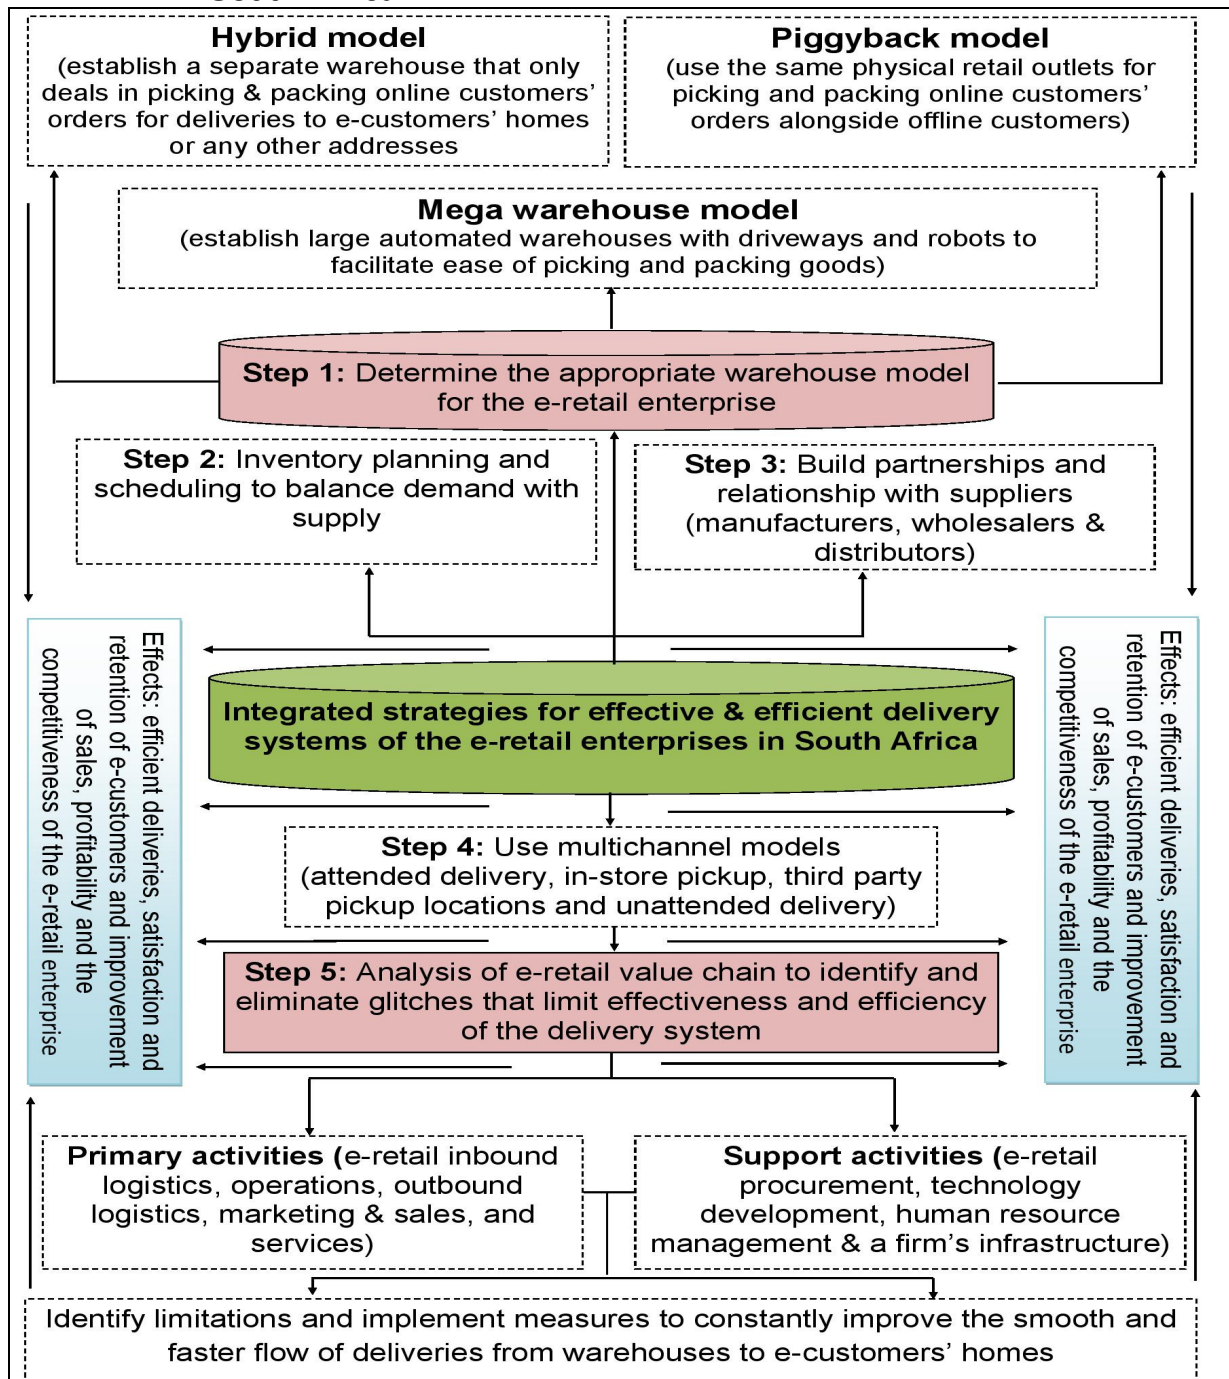 Hybrid model
(establish a separate warehouse that only
deals in picking & packing online customers’
orders for deliveries to e-customers’ homes
or any other addresses
Piggyback model
(use the same physical retail outlets for
picking and packing online customers’
orders alongside offline customers)
Mega warehouse model
(establish large automated warehouses with driveways and robots to
facilitate ease of picking and packing goods)
Step 1: Determine the appropriate warehouse model
for the e-retail enterprise
Step 2: Inventory planning and
scheduling to balance demand with
supply
Step 3: Build partnerships and
relationship with suppliers
(manufacturers, wholesalers &
distributors)
Effects: efficient deliveries, satisfaction and
retention of e-customers and improvement
of sales, profitability and the
competitiveness of the e-retail enterprise
Integrated strategies for effective & efficient delivery
systems of the e-retail enterprises in South Africa
Effects: efficient deliveries, satisfaction and
retention of e-customers and improvement
of sales, profitability and the
competitiveness of the e-retail enterprise
Step 4: Use multichannel models
(attended delivery, in-store pickup, third party
pickup locations and unattended delivery)
Step 5: Analysis of e-retail value chain to identify and
eliminate glitches that limit effectiveness and efficiency
of the delivery system
Primary activities (e-retail inbound
logistics, operations, outbound
logistics, marketing & sales, and
services)
Support activities (e-retail
procurement, technology
development, human resource
management & a firm’s infrastructure)
Identify limitations and implement measures to constantly improve the smooth and
faster flow of deliveries from warehouses to e-customers’ homes